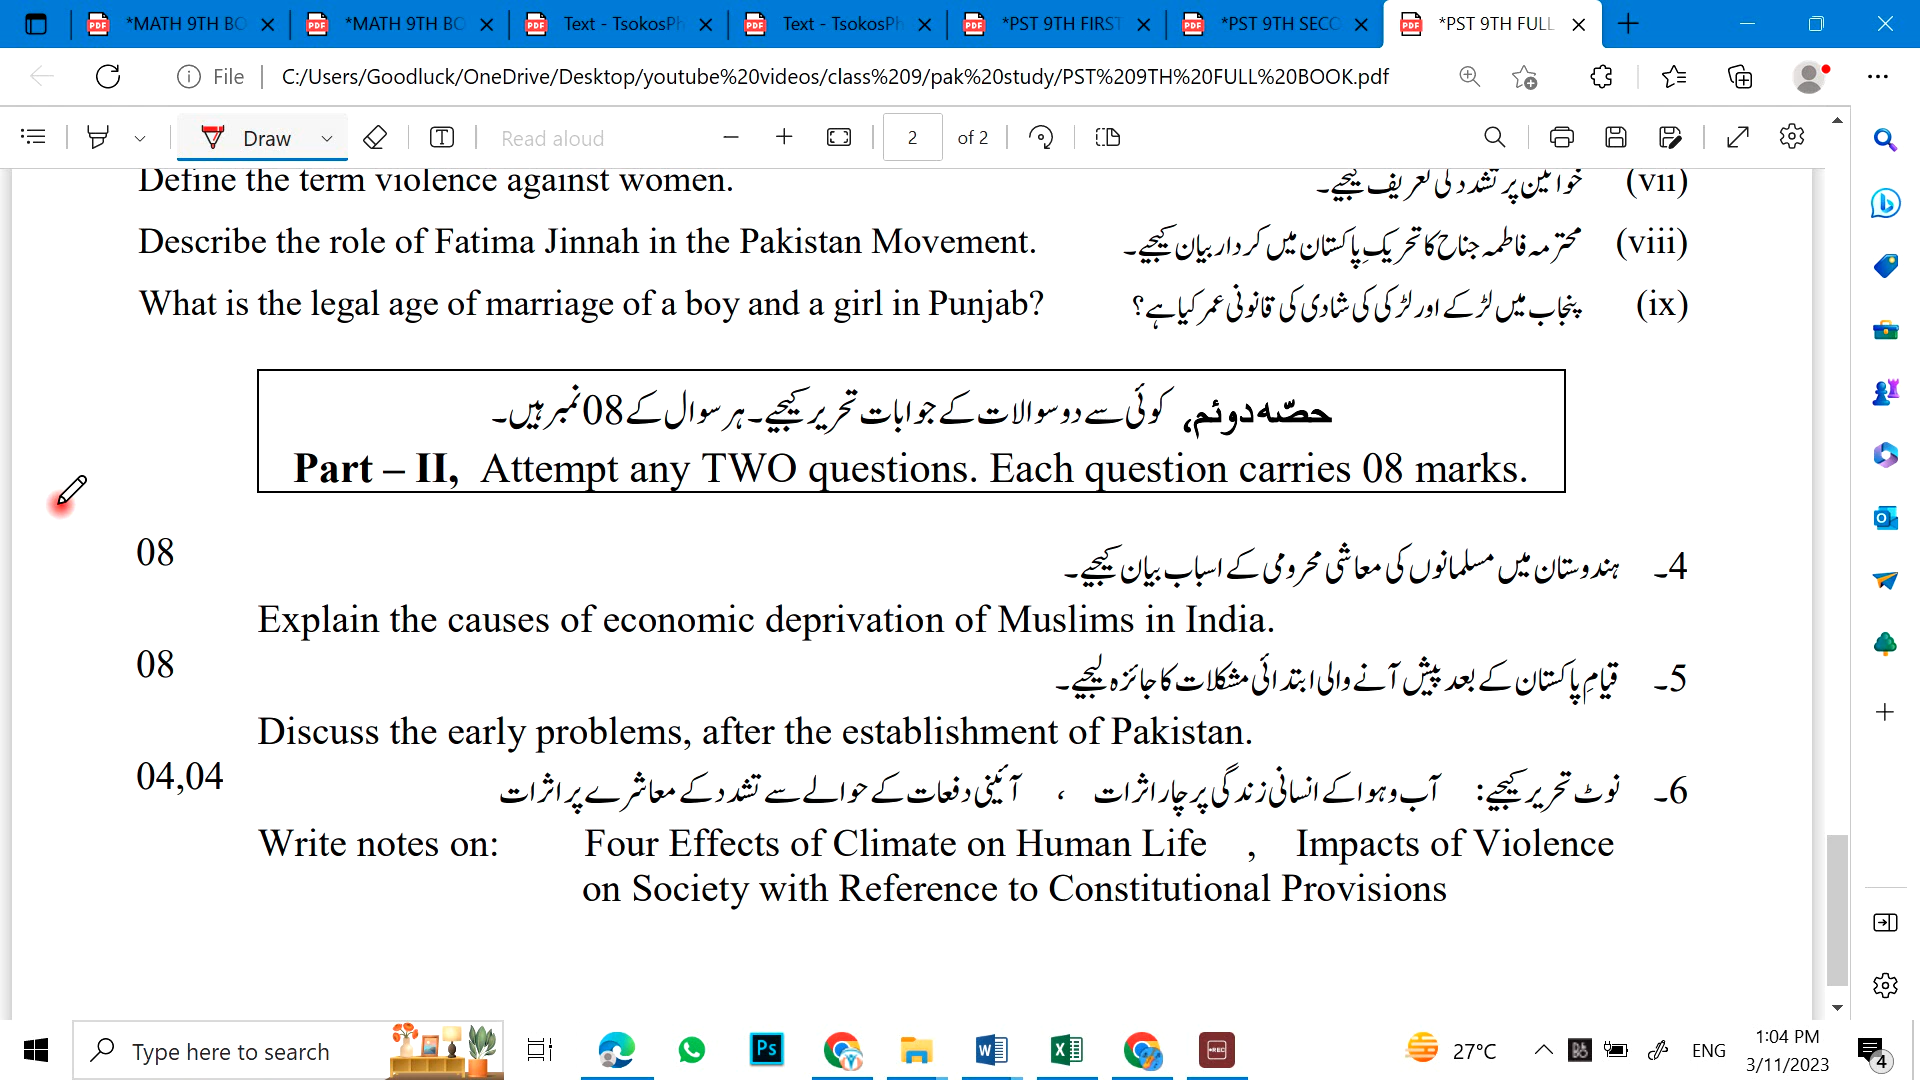 *MATH 9TH BO
*MATH 9TH BO
Text - TsokosPh
Text - TsokosPh
*PST 9TH FIRST
*PST 9TH SECO
*PST 9TH FULL
File
C:/Users/Goodluck/OneDrive/Desktop/youtube%20videos/class%209/pak%20study/PST%209TH%20FULL%20BOOK.pdf
Draw
Read aloud
2 of 2
Define the term violence against women. خواتین پر تشدد کی تعریف کیجیے۔ (vii)
Describe the role of Fatima Jinnah in the Pakistan Movement. محترمہ فاطمہ جناح کا تحریکِ پاکستان میں کردار بیان کیجیے۔ (viii)
What is the legal age of marriage of a boy and a girl in Punjab? پنجاب میں لڑکے اور لڑکی کی شادی کی قانونی عمر کیا ہے؟ (ix)
حصّہ دوئم، کوئی سے دو سوالات کے جوابات تحریر کیجیے۔ ہر سوال کے 08 نمبر ہیں۔
Part – II, Attempt any TWO questions. Each question carries 08 marks.
08 ہندوستان میں مسلمانوں کی معاشی محرومی کے اسباب بیان کیجیے۔ 4۔
Explain the causes of economic deprivation of Muslims in India.
08 قیامِ پاکستان کے بعد پیش آنے والی ابتدائی مشکلات کا جائزہ لیجیے۔ 5۔
Discuss the early problems, after the establishment of Pakistan.
04,04 نوٹ تحریر کیجیے: آب و ہوا کے انسانی زندگی پر چار اثرات ، آئینی دفعات کے حوالے سے تشدد کے معاشرے پر اثرات 6۔
Write notes on: Four Effects of Climate on Human Life , Impacts of Violence
on Society with Reference to Constitutional Provisions
Type here to search
27°C
ENG
1:04 PM
3/11/2023
4